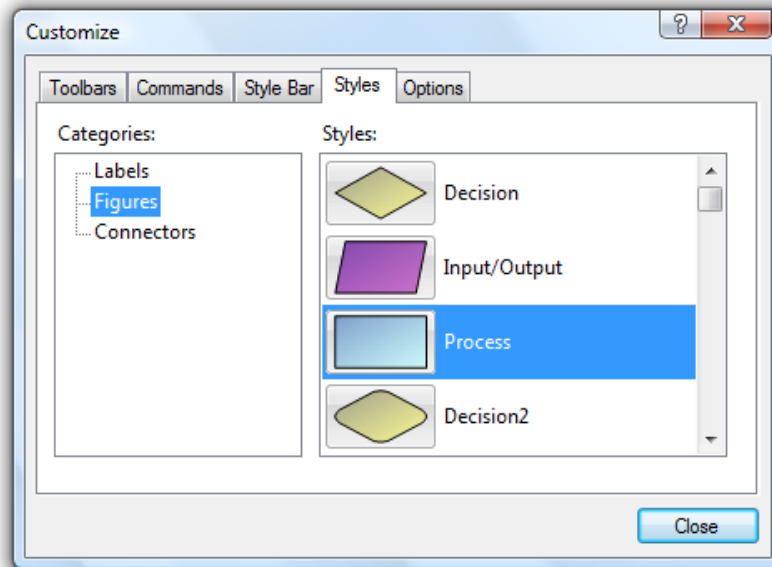 Customize
Toolbars Commands Style Bar Styles Options
Categories:
Labels
Figures
Connectors
Styles:
Decision
Input/Output
Process
Decision2
Close